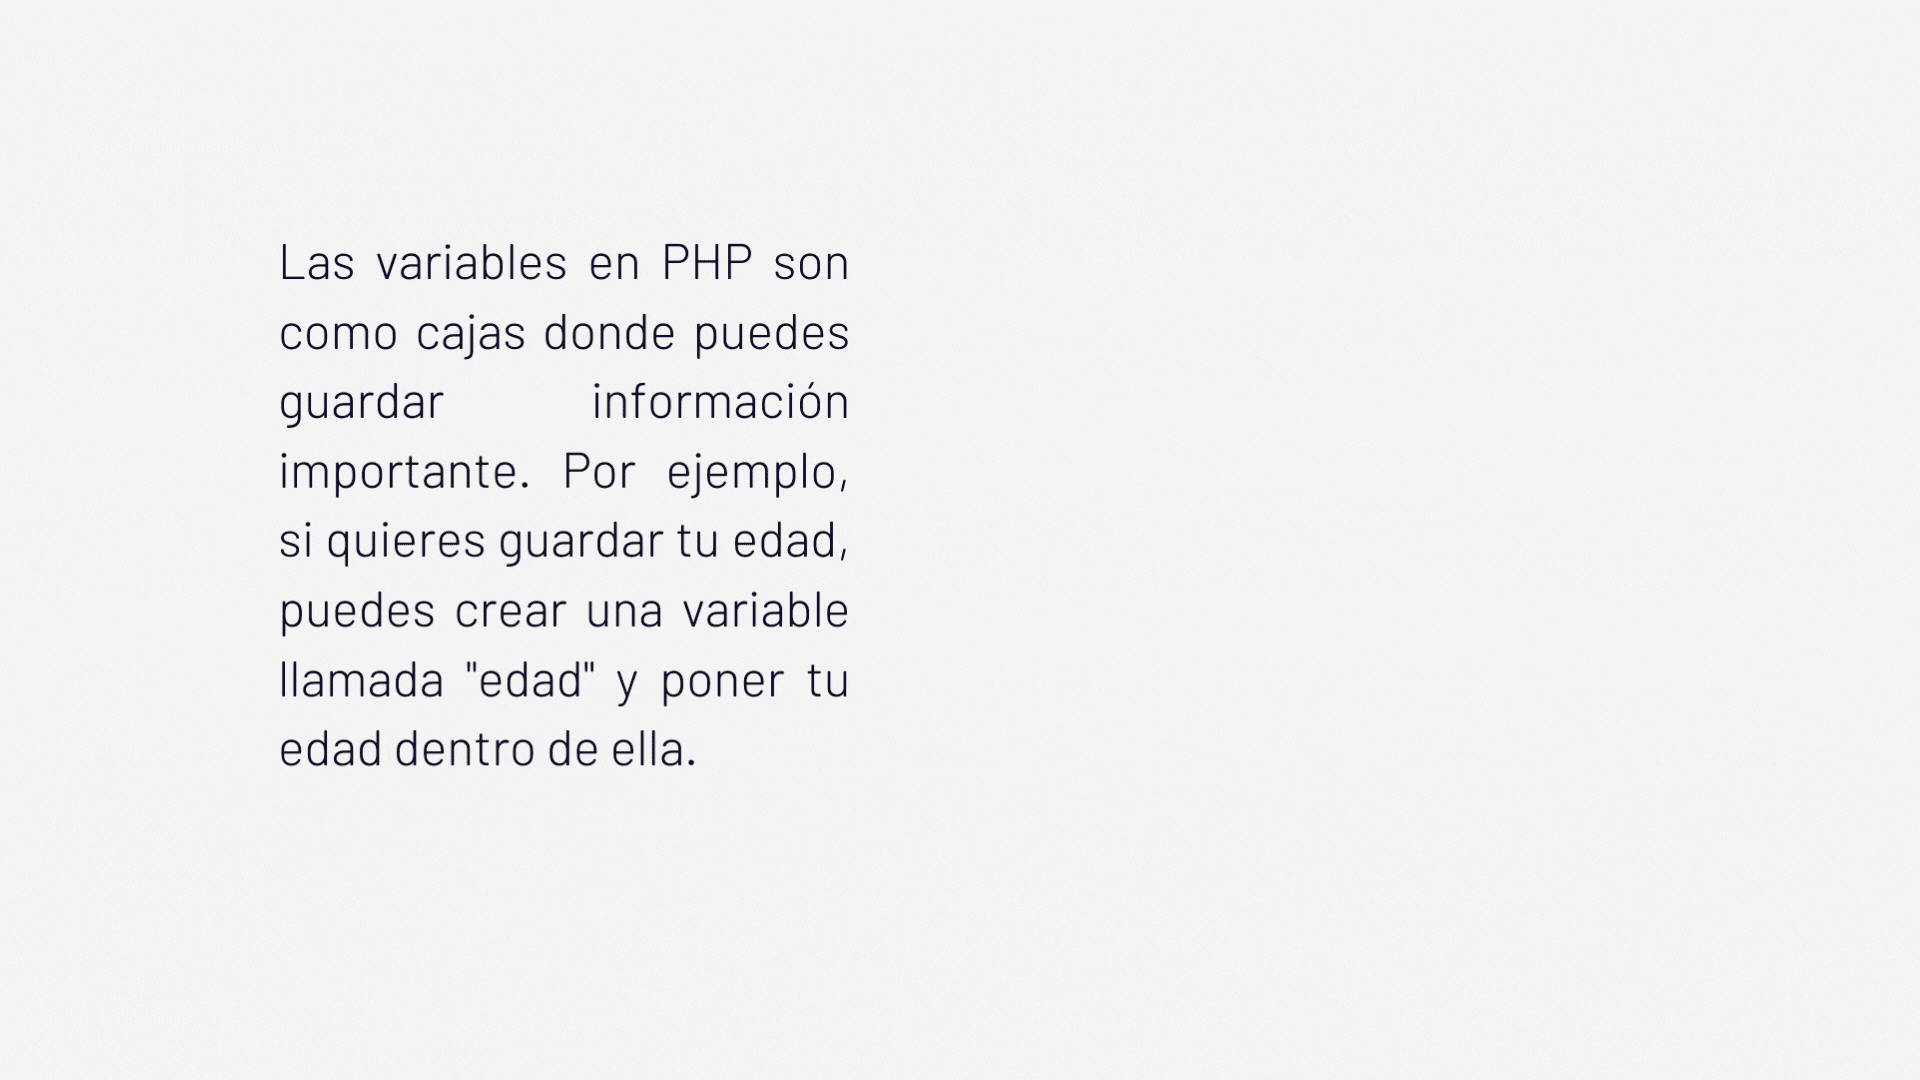 Las variables en PHP son
como cajas donde puedes
guardar información
importante. Por ejemplo,
si quieres guardar tu edad,
puedes crear una variable
llamada "edad" y poner tu
edad dentro de ella.